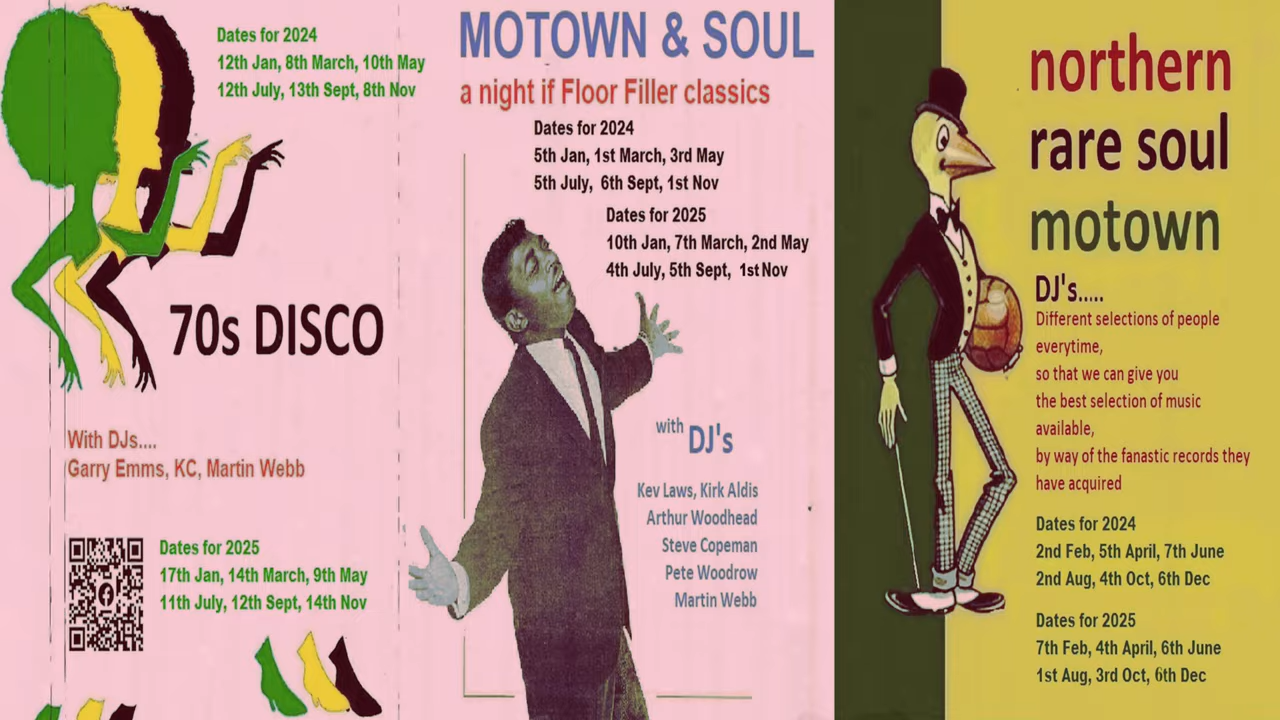 Dates for 2024
12th Jan, 8th March, 10th May
12th July, 13th Sept, 8th Nov
70s DISCO
With DJs....
Garry Emms, KC, Martin Webb
Dates for 2025
17th Jan, 14th March, 9th May
11th July, 12th Sept, 14th Nov
MOTOWN & SOUL
a night if Floor Filler classics
Dates for 2024
5th Jan, 1st March, 3rd May
5th July, 6th Sept, 1st Nov
Dates for 2025
10th Jan, 7th March, 2nd May
4th July, 5th Sept, 1st Nov
with DJ's
Kev Laws, Kirk Aldis
Arthur Woodhead
Steve Copeman
Pete Woodrow
Martin Webb
northern
rare soul
motown
DJ's.....
Different selections of people
everytime,
so that we can give you
the best selection of music
available,
by way of the fanastic records they
have acquired
Dates for 2024
2nd Feb, 5th April, 7th June
2nd Aug, 4th Oct, 6th Dec
Dates for 2025
7th Feb, 4th April, 6th June
1st Aug, 3rd Oct, 6th Dec